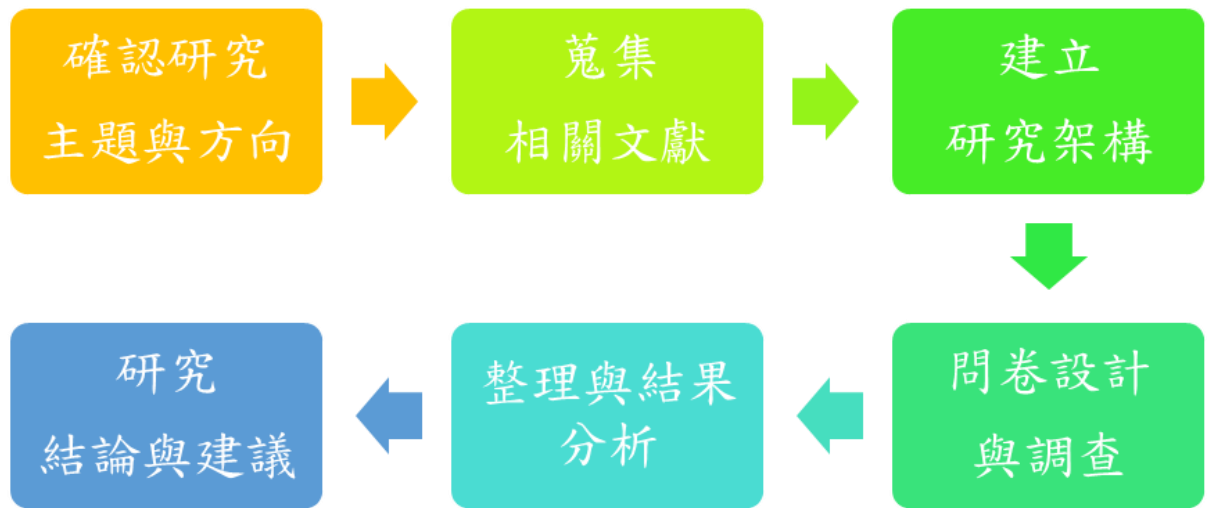 確認研究
主題與方向
蒐集
相關文獻
建立
研究架構
問卷設計
與調查
整理與結果
分析
研究
結論與建議